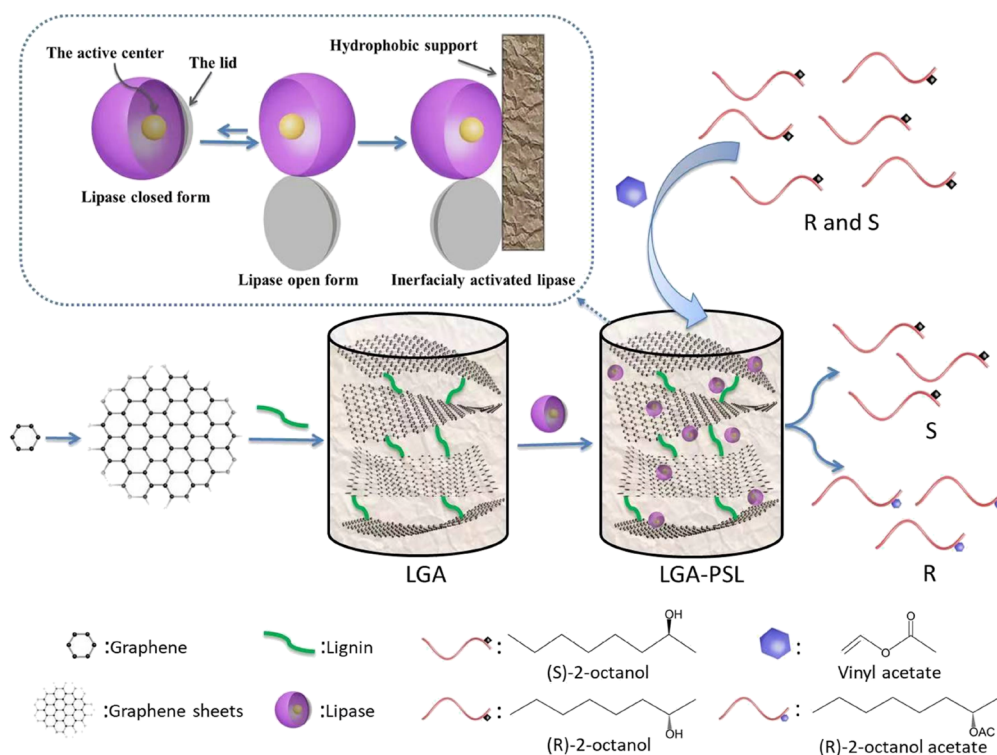 Hydrophobic support
The active center
The lid
Lipase closed form
Lipase open form
Inerfacialy activated lipase
R and S
S
R
LGA
LGA-PSL
:Graphene
:Lignin
:
OH
(S)-2-octanol
:
O
O
Vinyl acetate
:Graphene sheets
:Lipase
:
OH
(R)-2-octanol
:
OAC
(R)-2-octanol acetate